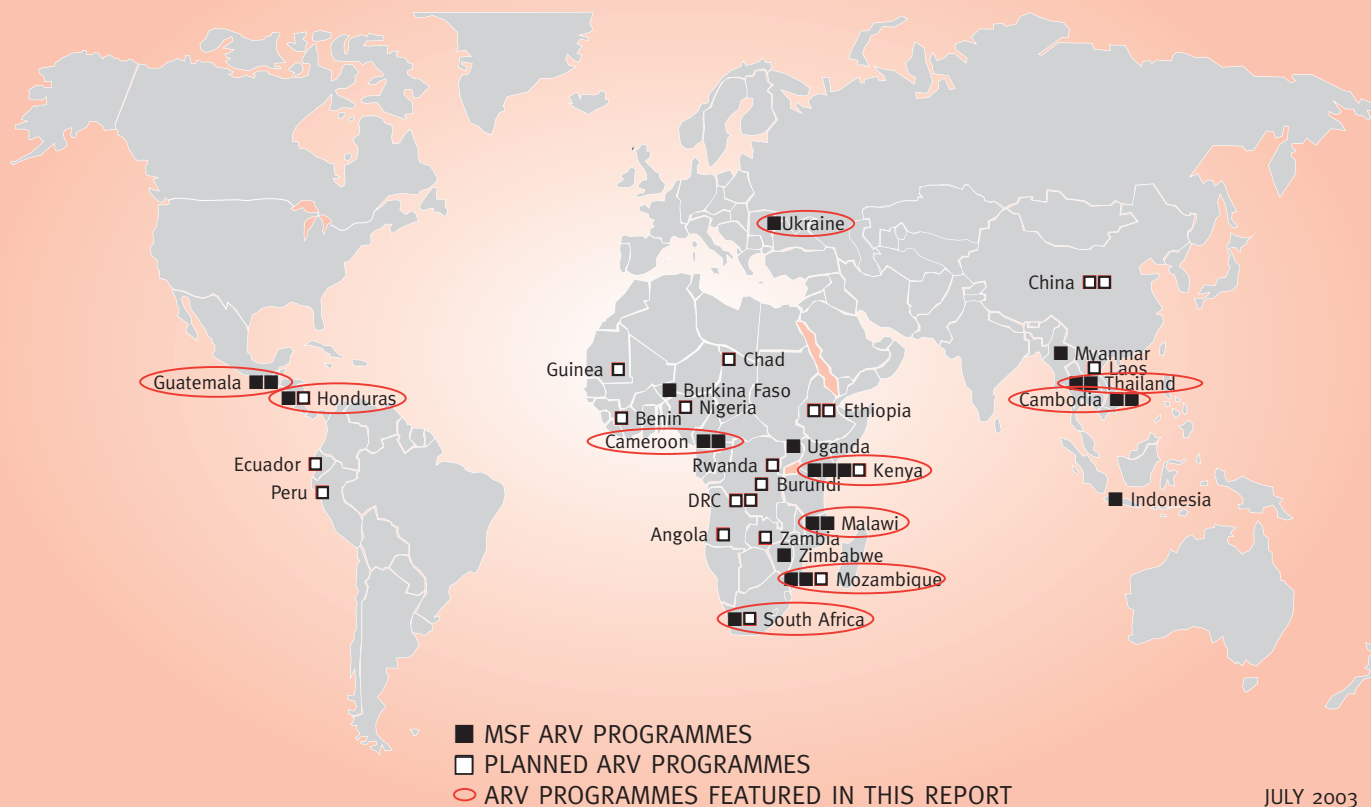 Ukraine
China
Myanmar
Laos
Thailand
Cambodia
Guinea
Chad
Burkina Faso
Nigeria
Benin
Ethiopia
Guatemala
Honduras
Cameroon
Uganda
Ecuador
Rwanda
Kenya
Peru
Burundi
DRC
Indonesia
Malawi
Angola
Zambia
Zimbabwe
Mozambique
South Africa
MSF ARV PROGRAMMES
PLANNED ARV PROGRAMMES
ARV PROGRAMMES FEATURED IN THIS REPORT
JULY 2003